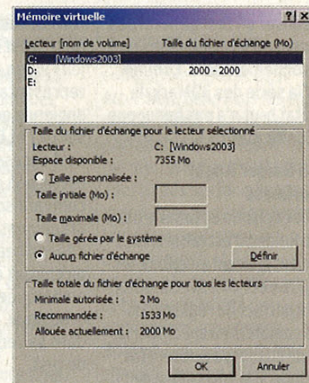 Mémoire virtuelle
Lecteur [nom de volume] Taille du fichier d'échange (Mo)
C: [Windows2003]
D: 2000 - 2000
E:
Taille du fichier d'échange pour le lecteur sélectionné
Lecteur : C: [Windows2003]
Espace disponible : 7355 Mo
Taille personnalisée :
Taille initiale (Mo) :
Taille maximale (Mo) :
Taille gérée par le système
Aucun fichier d'échange
Définir
Taille totale du fichier d'échange pour tous les lecteurs
Minimale autorisée : 2 Mo
Recommandée : 1533 Mo
Allouée actuellement : 2000 Mo
OK Annuler